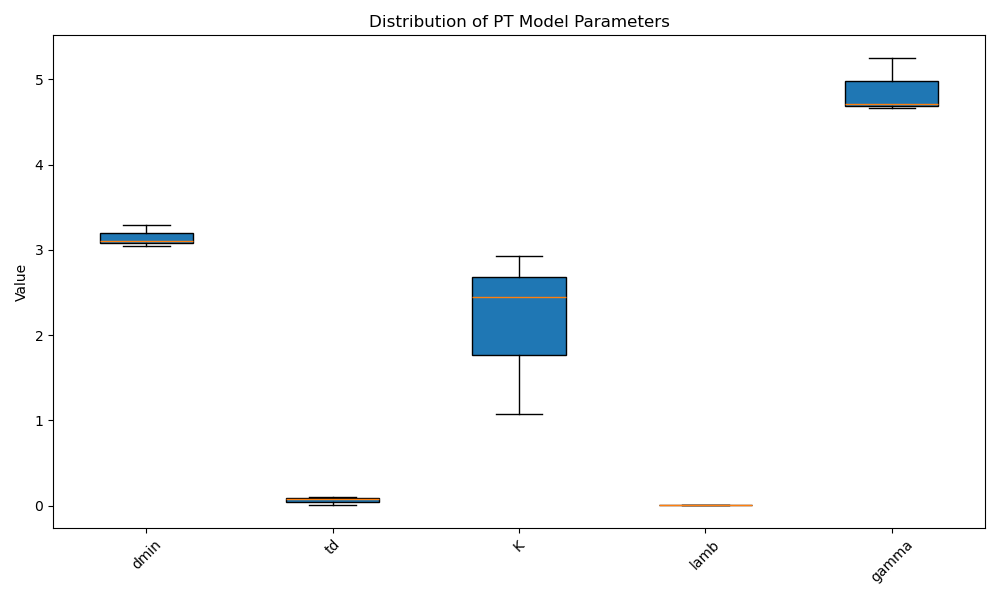 Distribution of PT Model Parameters
Value
5
4
3
2
1
0
dmin
td
K
lamb
gamma